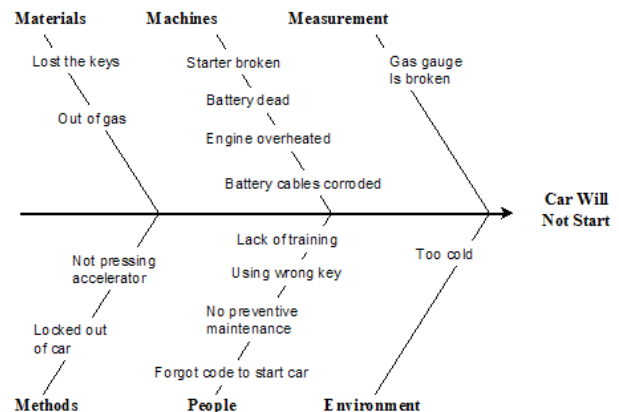 Materials
Machines
Measurement
Lost the keys
Out of gas
Starter broken
Battery dead
Engine overheated
Battery cables corroded
Gas gauge
Is broken
Car Will
Not Start
Not pressing
accelerator
Locked out
of car
Lack of training
Using wrong key
No preventive
maintenance
Forgot code to start car
Too cold
Methods
People
Environment